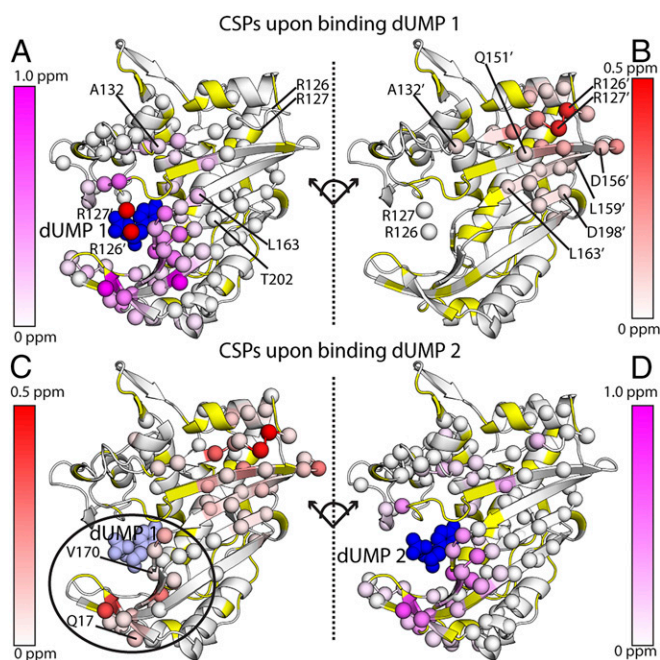 CSPs upon binding dUMP 1
A
B
1.0 ppm
A132
R126
R127
Q151'
A132'
R126'
R127'
0.5 ppm
R127'
dUMP 1
R126'
L163
T202
R127
R126
D156'
L159'
D198'
L163'
0 ppm
0 ppm
CSPs upon binding dUMP 2
C
D
0.5 ppm
1.0 ppm
dUMP 1
V170
Q17
dUMP 2
0 ppm
0 ppm